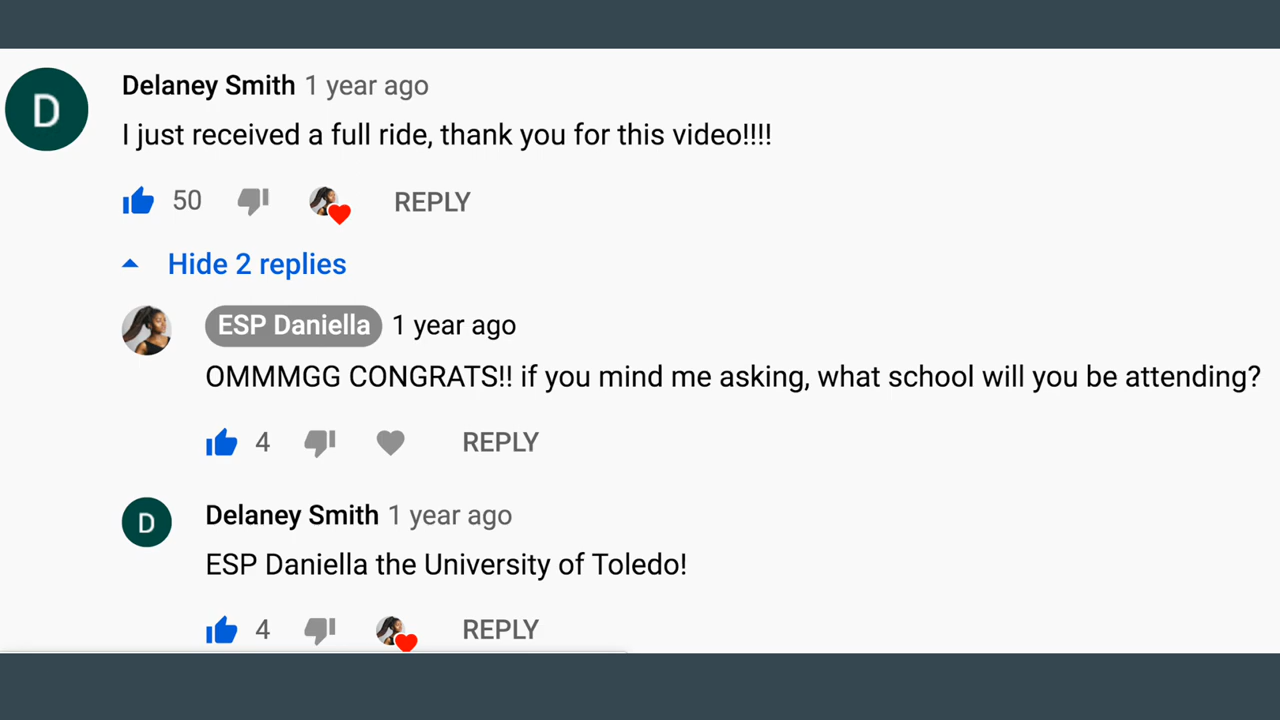 D
Delaney Smith 1 year ago
I just received a full ride, thank you for this video!!!!
50 REPLY
Hide 2 replies
ESP Daniella 1 year ago
OMMMGG CONGRATS!! if you mind me asking, what school will you be attending?
4 REPLY
D
Delaney Smith 1 year ago
ESP Daniella the University of Toledo!
4 REPLY